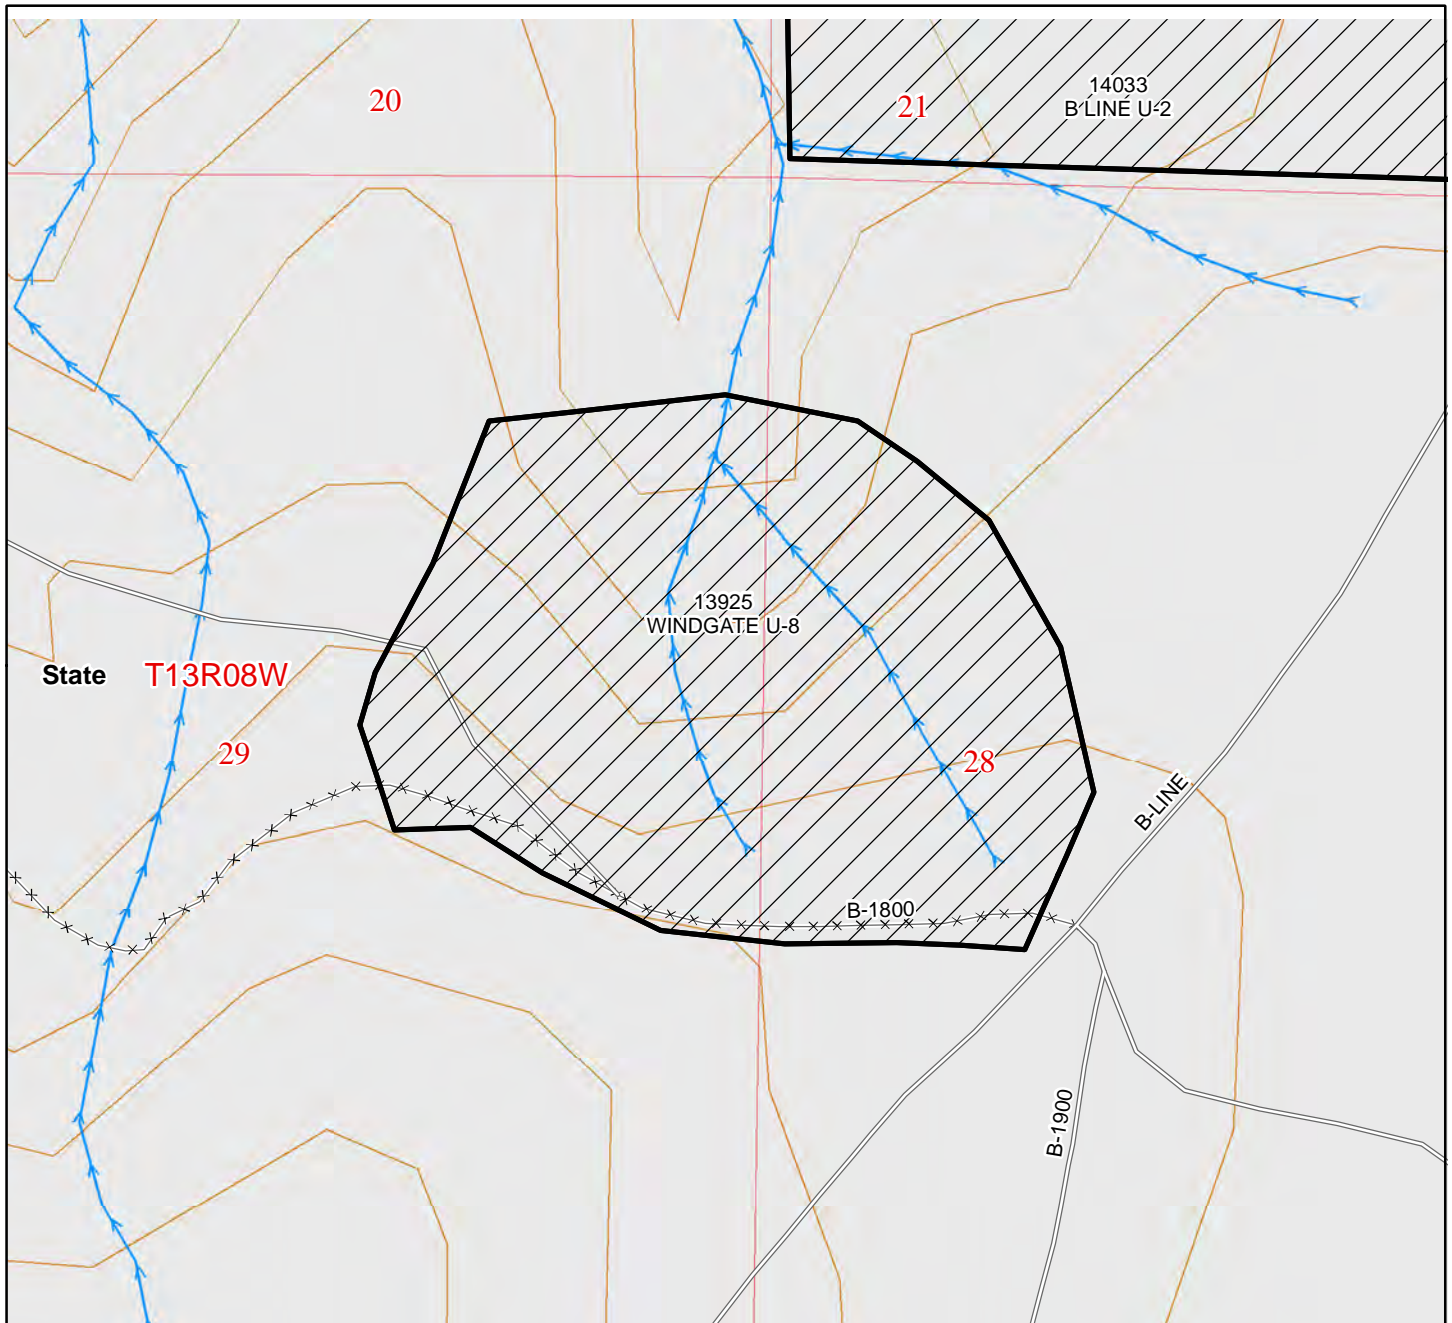 20
21
14033
B LINE U-2
13925
WINDGATE U-8
State
T13R08W
29
28
B-LINE
B-1800
B-1900